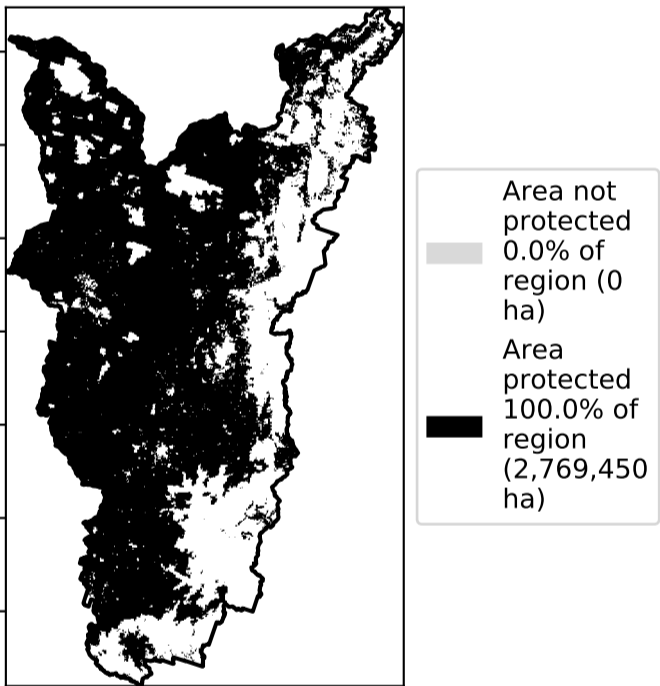 Area not
protected
0.0% of
region (0
ha)
Area
protected
100.0% of
region
(2,769,450
ha)